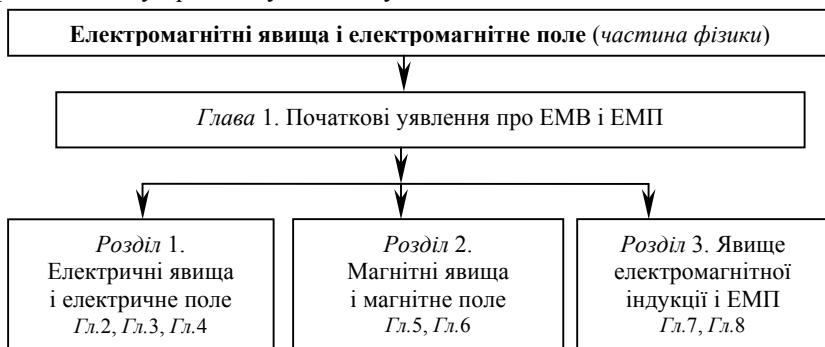 Електромагнітні явища і електромагнітне поле (частина фізики)
Глава 1. Початкові уявлення про ЕМВ і ЕМП
Розділ 1.
Електричні явища
і електричне поле
Гл.2, Гл.3, Гл.4
Розділ 2.
Магнітні явища
і магнітне поле
Гл.5, Гл.6
Розділ 3. Явище
електромагнітної
індукції і ЕМП
Гл.7, Гл.8